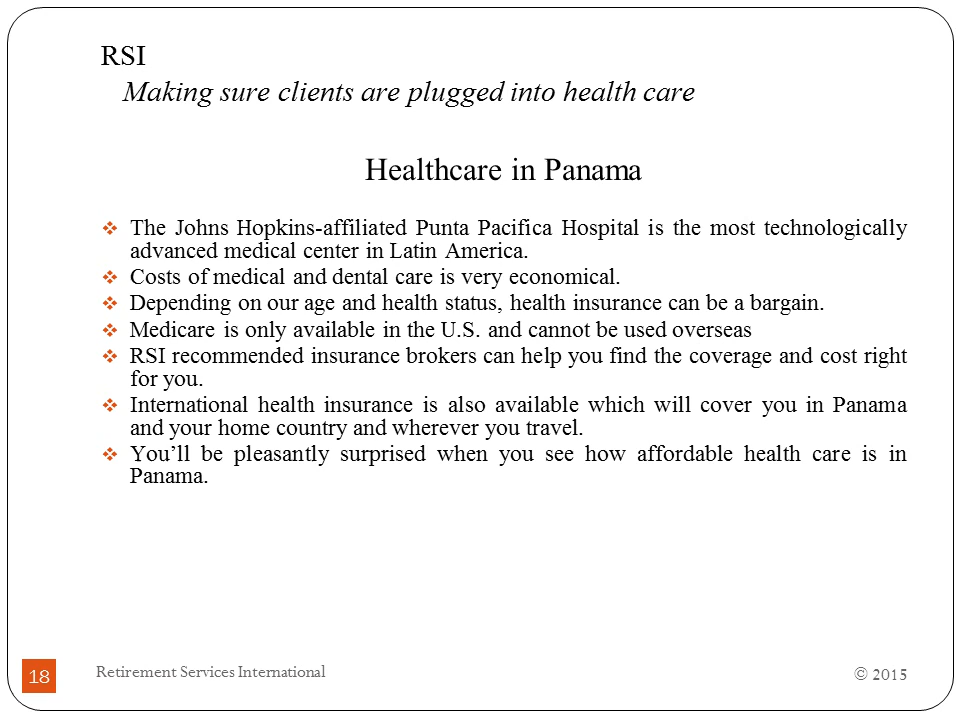 RSI
Making sure clients are plugged into health care
Healthcare in Panama
❖ The Johns Hopkins-affiliated Punta Pacifica Hospital is the most technologically
advanced medical center in Latin America.
❖ Costs of medical and dental care is very economical.
❖ Depending on our age and health status, health insurance can be a bargain.
❖ Medicare is only available in the U.S. and cannot be used overseas
❖ RSI recommended insurance brokers can help you find the coverage and cost right
for you.
❖ International health insurance is also available which will cover you in Panama
and your home country and wherever you travel.
❖ You’ll be pleasantly surprised when you see how affordable health care is in
Panama.
18
Retirement Services International
© 2015